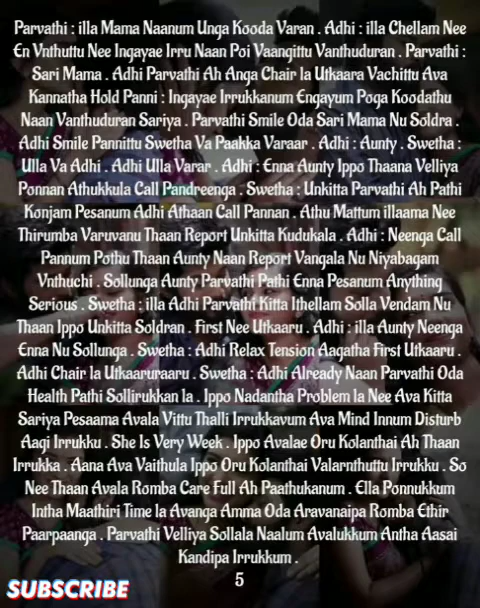 Parvathi : illa Mama Naanum Unga Kooda Varan . Adhi : illa Chellam Nee
En Vnthuttu Nee Ingayae Irru Naan Poi Vaangittu Vanthuduran . Parvathi :
Sari Mama . Adhi Parvathi Ah Anga Chair la Utkaara Vachittu Ava
Kannatha Hold Panni : Ingayae Irrukkanum Engayum Poga Koodathu
Naan Vanthuduran Sariya . Parvathi Smile Oda Sari Mama Nu Soldra .
Adhi Smile Pannittu Swetha Va Paakka Varaar . Adhi : Aunty . Swetha :
Ulla Va Adhi . Adhi Ulla Varar . Adhi : Enna Aunty Ippo Thaana Velliya
Ponnan Athukkula Call Pandreenga . Swetha : Unkitta Parvathi Ah Pathi
Konjam Pesanum Adhi Athaan Call Pannan . Athu Mattum illaama Nee
Thirumba Varuvanu Thaan Report Unkitta Kudukala . Adhi : Neenga Call
Pannum Pothu Thaan Aunty Naan Report Vangala Nu Niyabagam
Vnthuchi . Sollunga Aunty Parvathi Pathi Enna Pesanum Anything
Serious . Swetha : illa Adhi Parvathi Kitta Ithellam Solla Vendam Nu
Thaan Ippo Unkitta Soldran . First Nee Utkaaru . Adhi : illa Aunty Neenga
Enna Nu Sollunga . Swetha : Adhi Relax Tension Aagatha First Utkaaru .
Adhi Chair la Utkaaruraaru . Swetha : Adhi Already Naan Parvathi Oda
Health Pathi Sollirukkan la . Ippo Nadantha Problem la Nee Ava Kitta
Sariya Pesaama Avala Vittu Thalli Irrukkavum Ava Mind Innum Disturb
Aagi Irrukku . She Is Very Week . Ippo Avalae Oru Kolanthai Ah Thaan
Irrukka . Aana Ava Vaithula Ippo Oru Kolanthai Valarnthuttu Irrukku . So
Nee Thaan Avala Romba Care Full Ah Paathukanum . Ella Ponnukkum
Intha Maathiri Time la Avanga Amma Oda Aravanaipa Romba Ethir
Paarpaanga . Parvathi Velliya Sollala Naalum Avalukkum Antha Aasai
Kandipa Irrukkum .
5
SUBSCRIBE